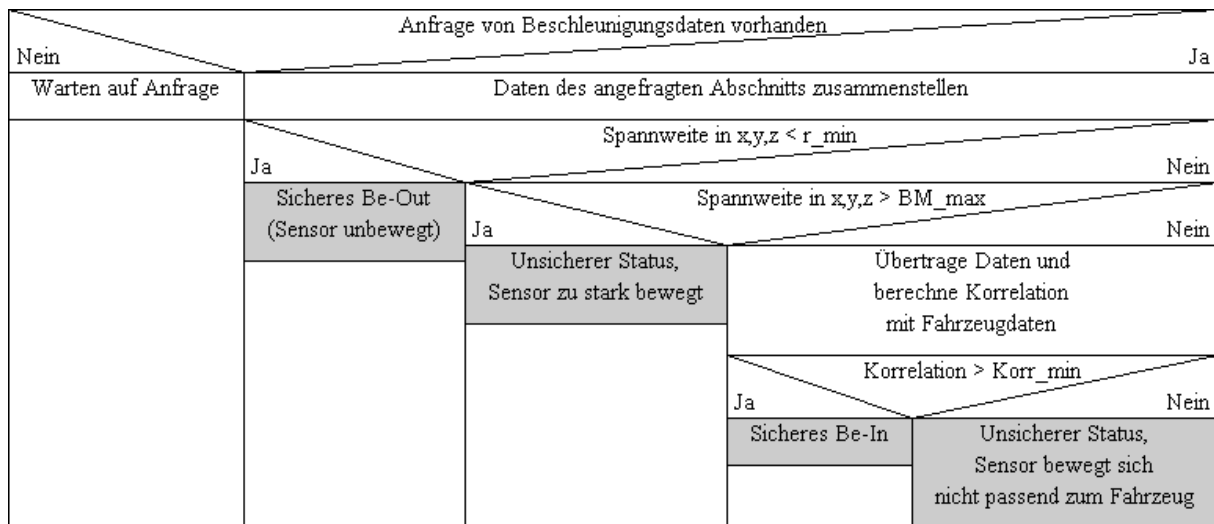 Anfrage von Beschleunigungsdaten vorhanden
Nein
Ja
Warten auf Anfrage
Daten des angefragten Abschnitts zusammenstellen
Spannweite in x,y,z < r_min
Ja
Nein
Sicheres Be-Out
(Sensor unbewegt)
Spannweite in x,y,z > BM_max
Ja
Nein
Unsicherer Status,
Sensor zu stark bewegt
Übertrage Daten und
berechne Korrelation
mit Fahrzeugdaten
Korrelation > Korr_min
Ja
Nein
Sicheres Be-In
Unsicherer Status,
Sensor bewegt sich
nicht passend zum Fahrzeug